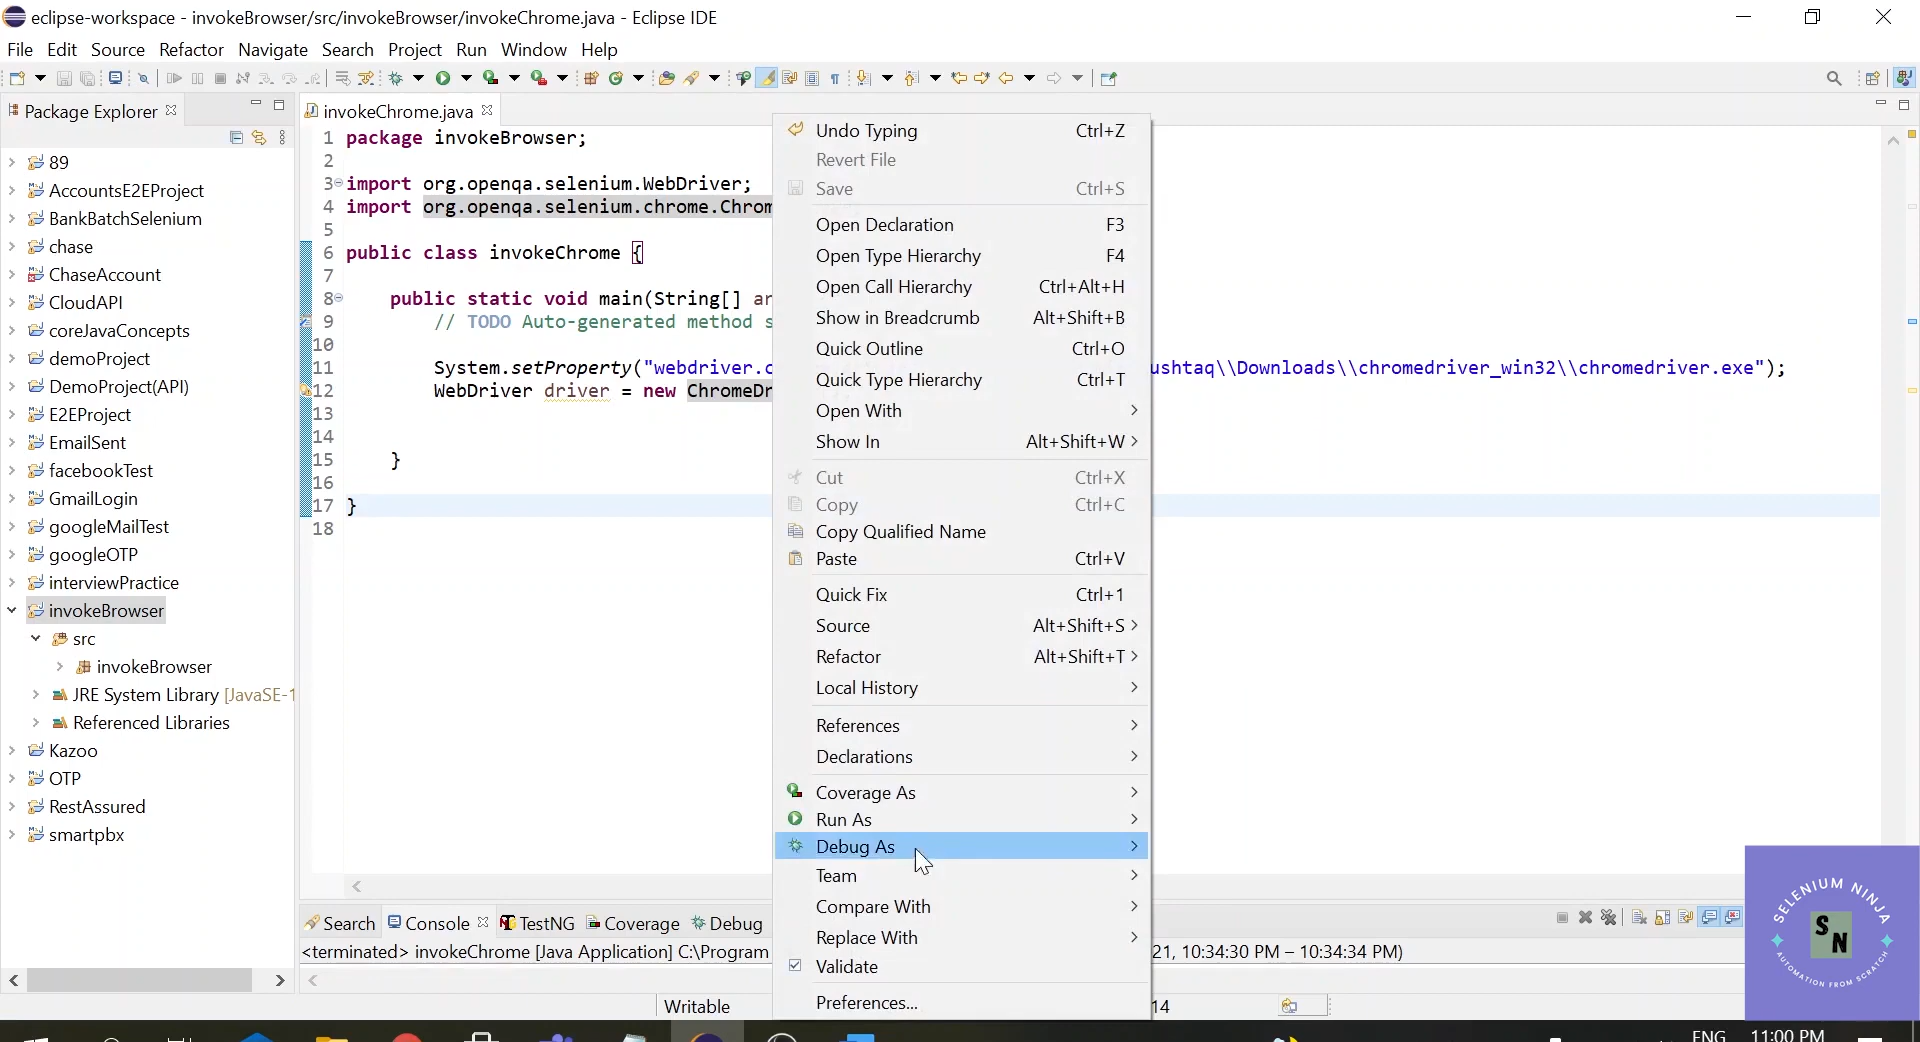 eclipse-workspace - invokeBrowser/src/invokeBrowser/invokeChrome.java - Eclipse IDE
File Edit Source Refactor Navigate Search Project Run Window Help
Package Explorer
89
AccountsE2EProject
BankBatchSelenium
chase
ChaseAccount
CloudAPI
coreJavaConcepts
demoProject
DemoProject(API)
E2EProject
EmailSent
facebookTest
GmailLogin
googleMailTest
googleOTP
interviewPractice
invokeBrowser
src
invokeBrowser
JRE System Library [JavaSE-1
Referenced Libraries
Kazoo
OTP
RestAssured
smartpbx
invokeChrome.java
1 package invokeBrowser;
2
3 import org.openqa.selenium.WebDriver;
4 import org.openqa.selenium.chrome.Chrom
5
6 public class invokeChrome {
7
8 public static void main(String[] ar
9 // TODO Auto-generated method s
10
11 System.setProperty("webdriver.c ushtaq\\Downloads\\chromedriver_win32\\chromedriver.exe");
12 WebDriver driver = new ChromeDr
13
14
15 }
16
17 }
18
Undo Typing Ctrl+Z
Revert File
Save Ctrl+S
Open Declaration F3
Open Type Hierarchy F4
Open Call Hierarchy Ctrl+Alt+H
Show in Breadcrumb Alt+Shift+B
Quick Outline Ctrl+O
Quick Type Hierarchy Ctrl+T
Open With
Show In Alt+Shift+W
Cut Ctrl+X
Copy Ctrl+C
Copy Qualified Name
Paste Ctrl+V
Quick Fix Ctrl+1
Source Alt+Shift+S
Refactor Alt+Shift+T
Local History
References
Declarations
Coverage As
Run As
Debug As
Team
Compare With
Replace With
Validate
Preferences...
Search Console TestNG Coverage Debug
<terminated> invokeChrome [Java Application] C:\Program 21, 10:34:30 PM – 10:34:34 PM)
Writable 14
SELENIUM NINJA
SN
AUTOMATION FROM SCRATCH
ENG 11:00 PM